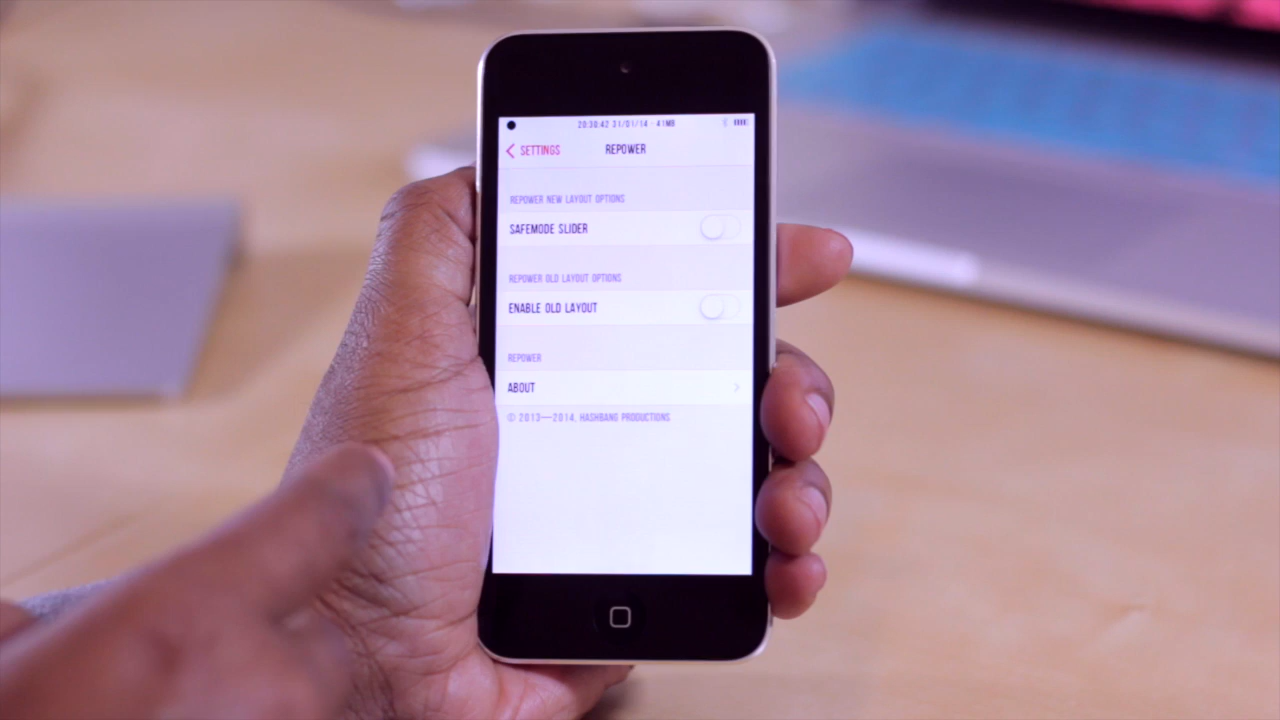 20:30:42 31/01/14 - 41MB
SETTINGS REPOWER
REPOWER NEW LAYOUT OPTIONS
SAFEMODE SLIDER
REPOWER OLD LAYOUT OPTIONS
ENABLE OLD LAYOUT
REPOWER
ABOUT
© 2013—2014, HASHBANG PRODUCTIONS